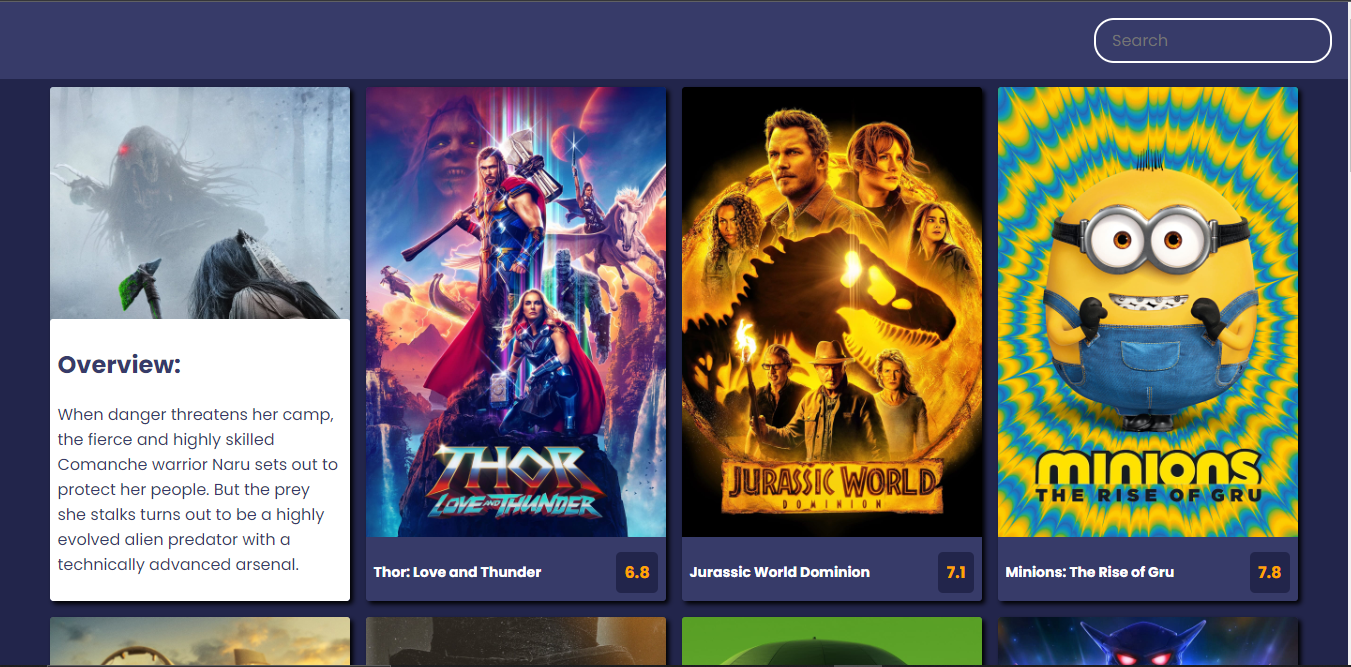 Search
Overview:
When danger threatens her camp,
the fierce and highly skilled
Comanche warrior Naru sets out to
protect her people. But the prey
she stalks turns out to be a highly
evolved alien predator with a
technically advanced arsenal.
THOR
LOVE AND THUNDER
Thor: Love and Thunder
6.8
JURASSIC WORLD
DOMINION
Jurassic World Dominion
7.1
minions
THE RISE OF GRU
Minions: The Rise of Gru
7.8